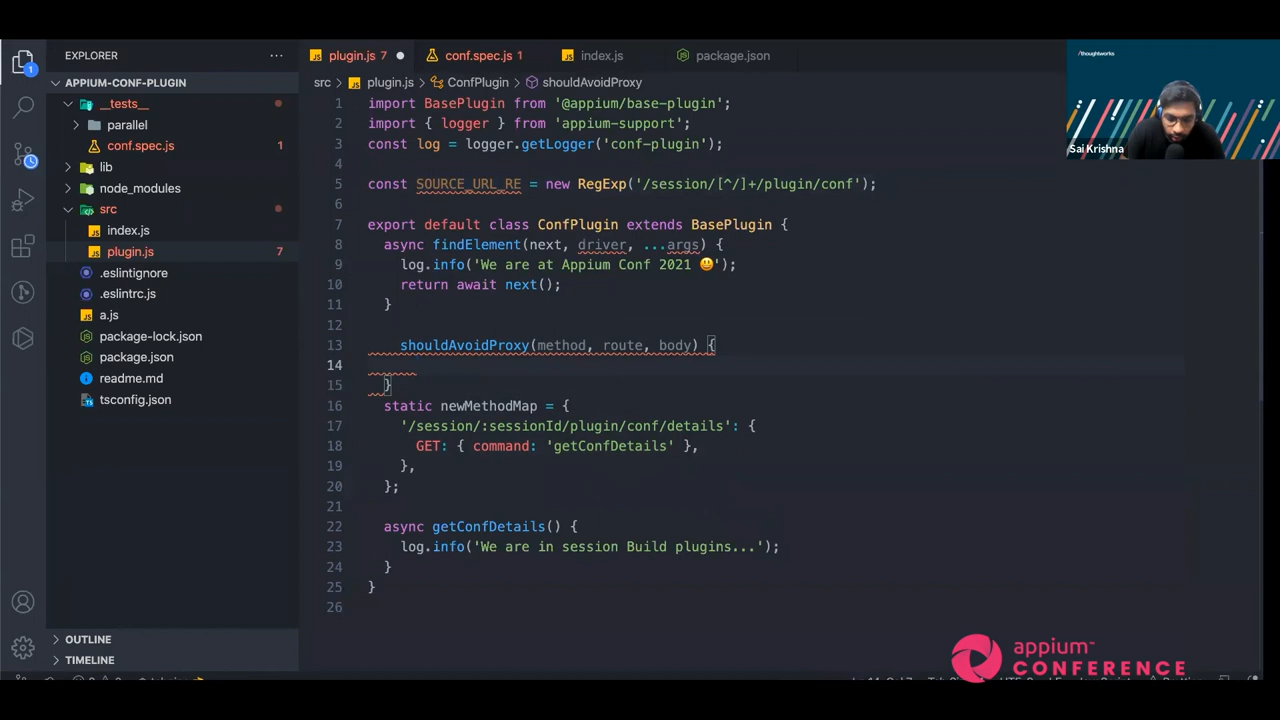 EXPLORER
plugin.js 7
conf.spec.js 1
index.js
package.json
/thoughtworks
APPIUM-CONF-PLUGIN
src > plugin.js > ConfPlugin > shouldAvoidProxy
__tests__
parallel
conf.spec.js 1
lib
node_modules
src
index.js
plugin.js 7
.eslintignore
.eslintrc.js
a.js
package-lock.json
package.json
readme.md
tsconfig.json
OUTLINE
TIMELINE
1 import BasePlugin from '@appium/base-plugin';
2 import { logger } from 'appium-support';
3 const log = logger.getLogger('conf-plugin');
4
5 const SOURCE_URL_RE = new RegExp('/session/[^/]+/plugin/conf');
6
7 export default class ConfPlugin extends BasePlugin {
8 async findElement(next, driver, ...args) {
9 log.info('We are at Appium Conf 2021 😃');
10 return await next();
11 }
12
13 shouldAvoidProxy(method, route, body) {
14
15 }
16 static newMethodMap = {
17 '/session/:sessionId/plugin/conf/details': {
18 GET: { command: 'getConfDetails' },
19 },
20 };
21
22 async getConfDetails() {
23 log.info('We are in session Build plugins...');
24 }
25 }
26
Sai Krishna
appium™
CONFERENCE